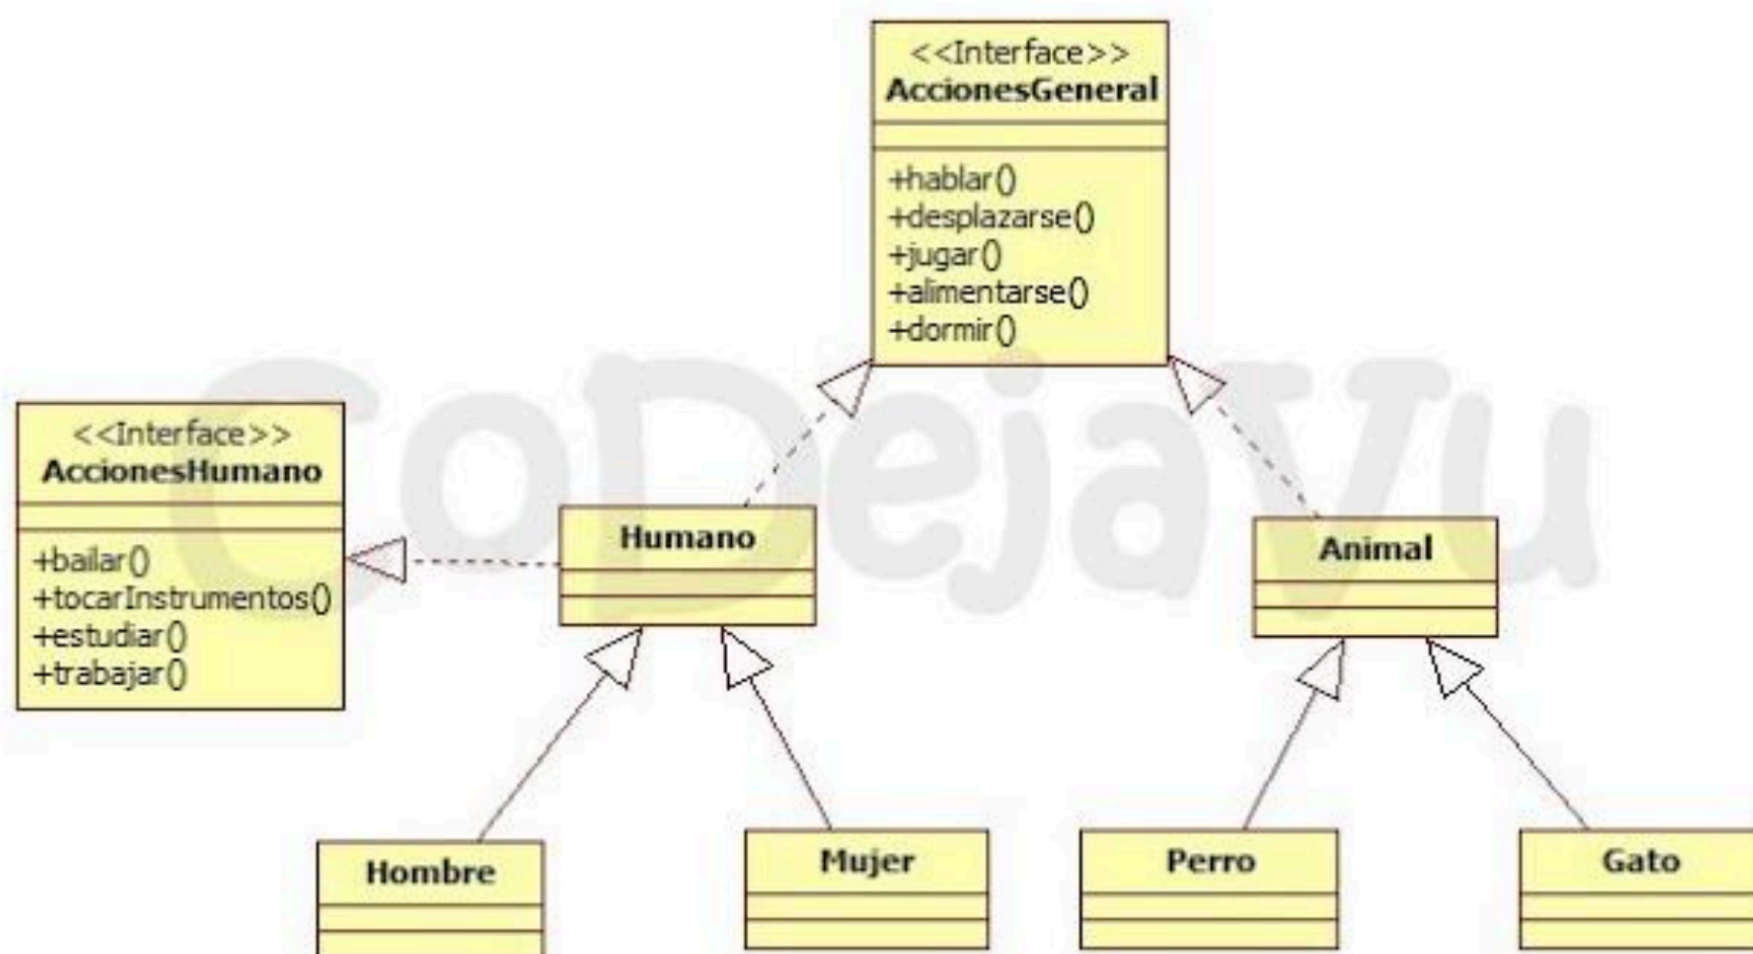 <<Interface>>
AccionesGeneral
+hablar()
+desplazarse()
+jugar()
+alimentarse()
+dormir()
CoDejaVu
<<Interface>>
AccionesHumano
+bailar()
+tocarInstrumentos()
+estudiar()
+trabajar()
Humano
Animal
Hombre
Mujer
Perro
Gato